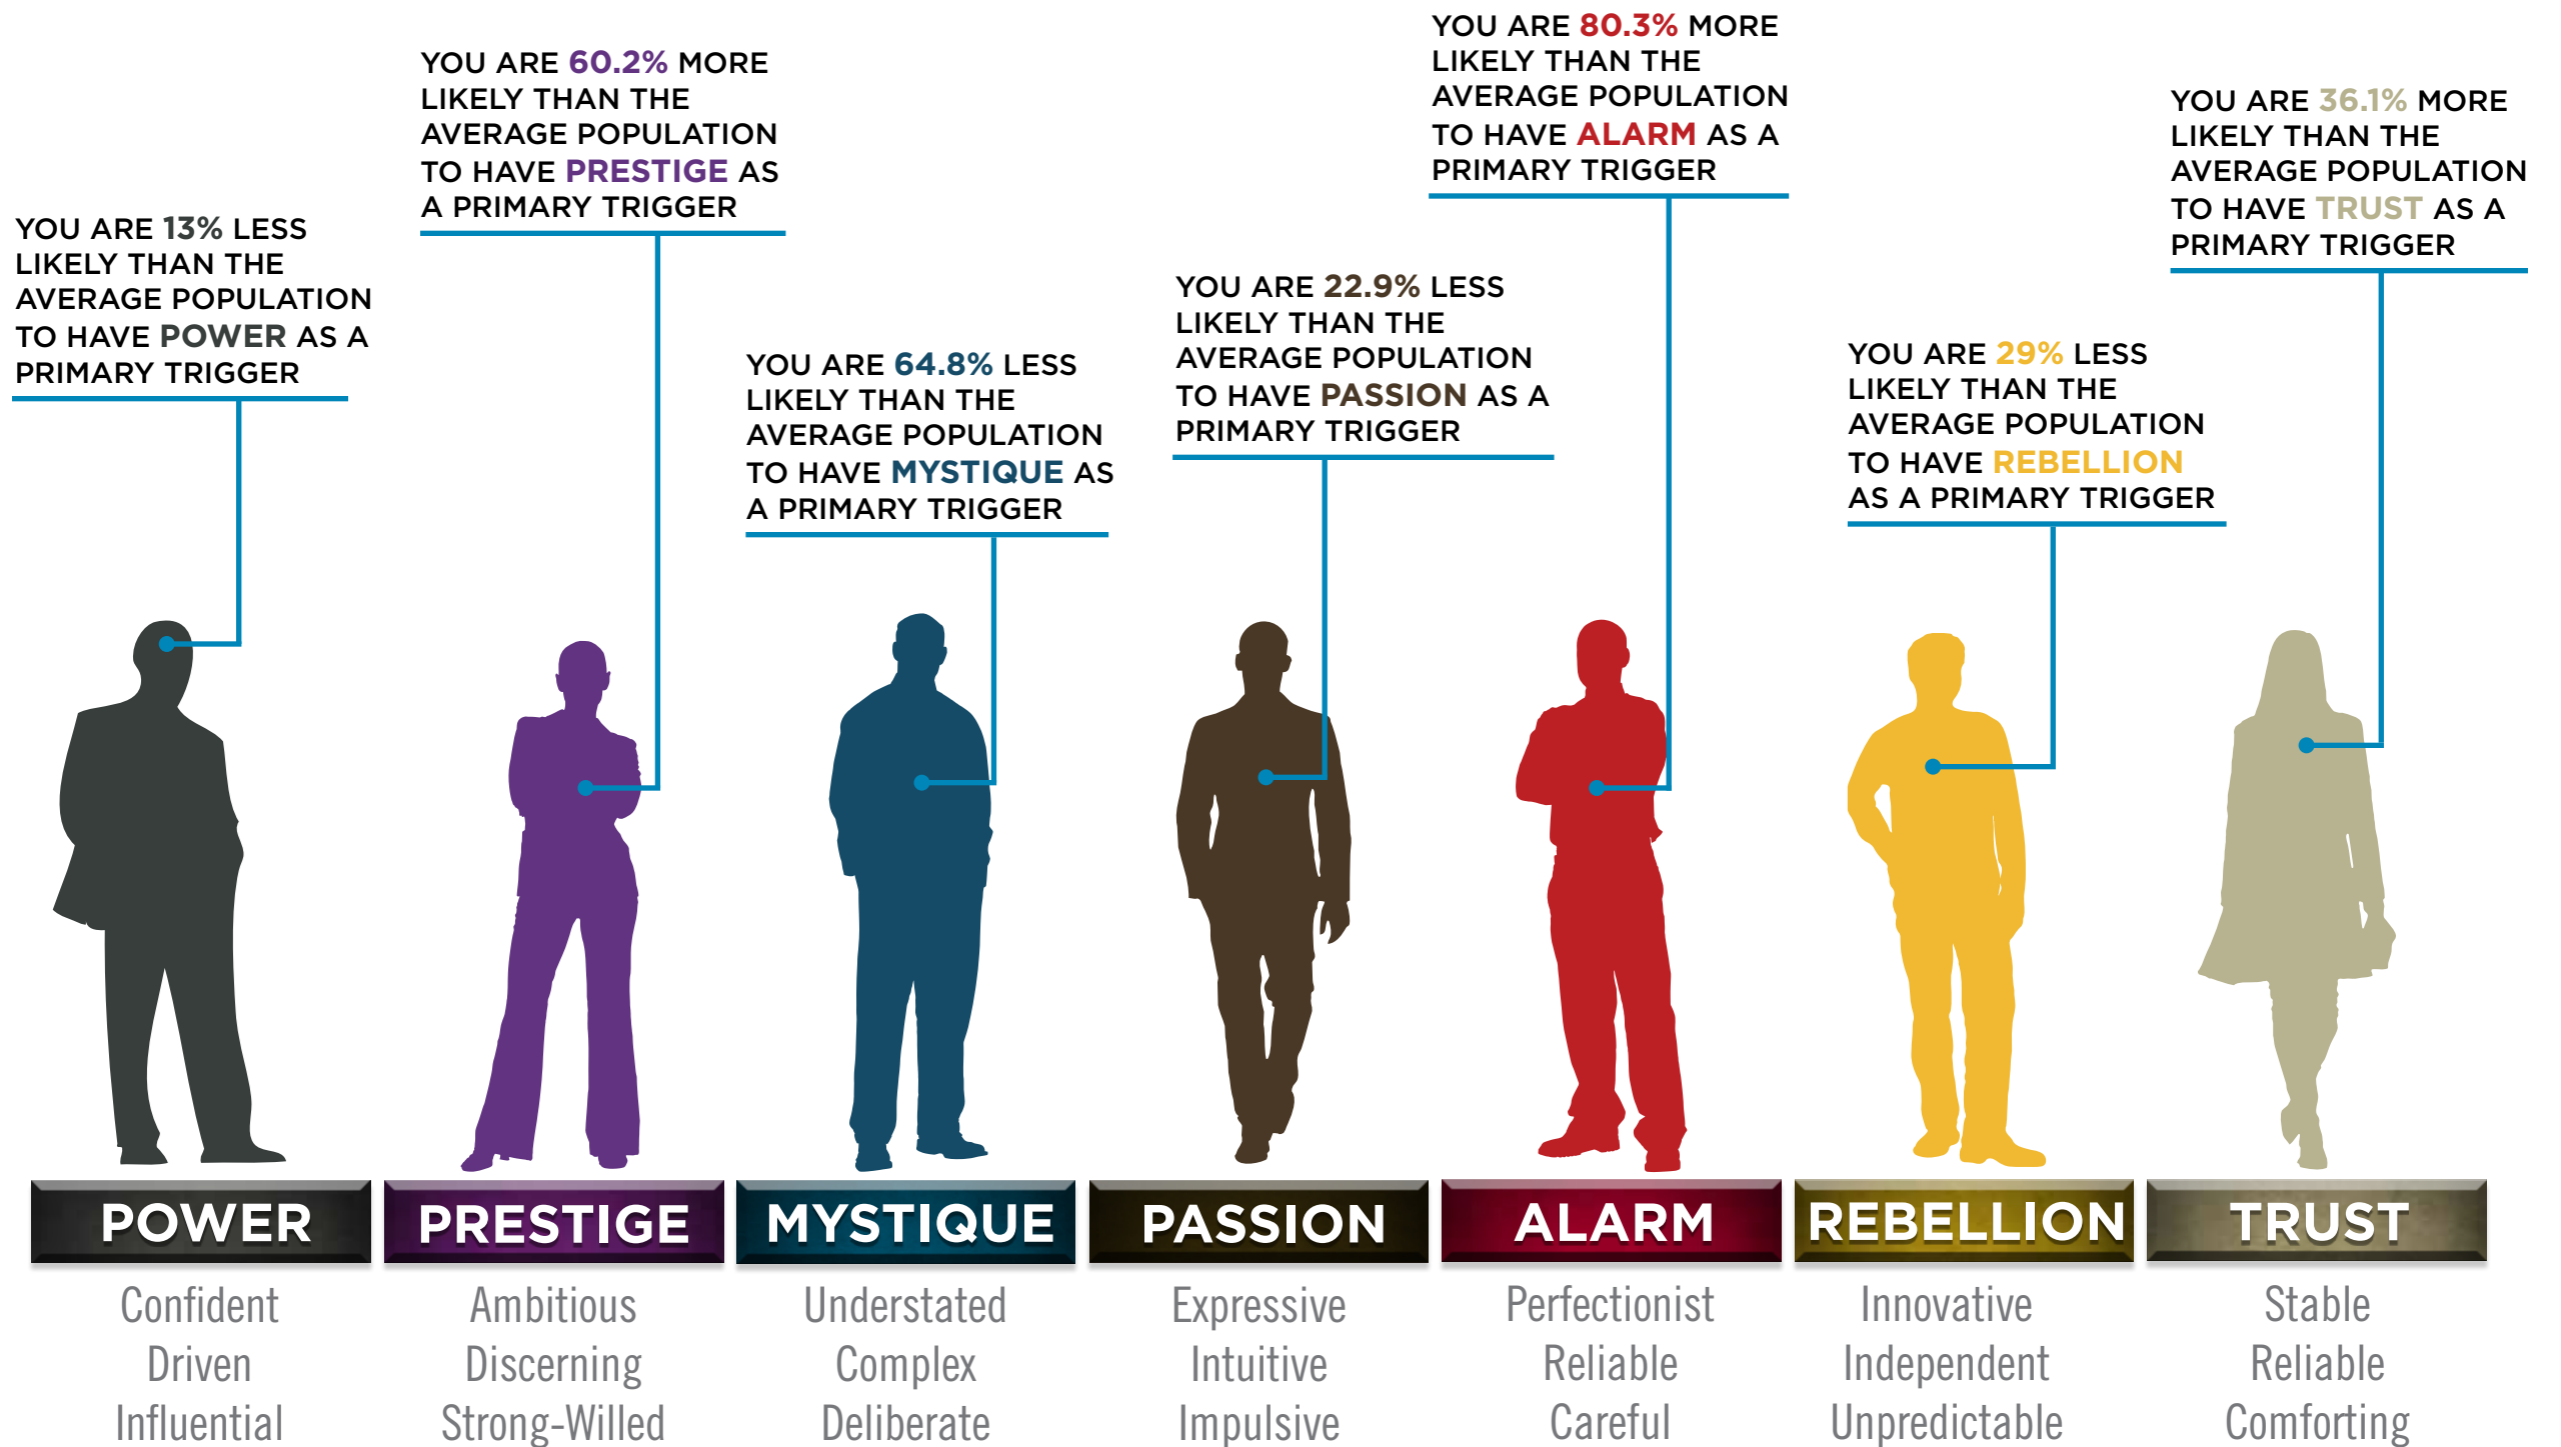 YOU ARE 13% LESS
LIKELY THAN THE
AVERAGE POPULATION
TO HAVE POWER AS A
PRIMARY TRIGGER
YOU ARE 60.2% MORE
LIKELY THAN THE
AVERAGE POPULATION
TO HAVE PRESTIGE AS
A PRIMARY TRIGGER
YOU ARE 64.8% LESS
LIKELY THAN THE
AVERAGE POPULATION
TO HAVE MYSTIQUE AS
A PRIMARY TRIGGER
YOU ARE 22.9% LESS
LIKELY THAN THE
AVERAGE POPULATION
TO HAVE PASSION AS A
PRIMARY TRIGGER
YOU ARE 80.3% MORE
LIKELY THAN THE
AVERAGE POPULATION
TO HAVE ALARM AS A
PRIMARY TRIGGER
YOU ARE 29% LESS
LIKELY THAN THE
AVERAGE POPULATION
TO HAVE REBELLION
AS A PRIMARY TRIGGER
YOU ARE 36.1% MORE
LIKELY THAN THE
AVERAGE POPULATION
TO HAVE TRUST AS A
PRIMARY TRIGGER
POWER
Confident
Driven
Influential
PRESTIGE
Ambitious
Discerning
Strong-Willed
MYSTIQUE
Understated
Complex
Deliberate
PASSION
Expressive
Intuitive
Impulsive
ALARM
Perfectionist
Reliable
Careful
REBELLION
Innovative
Independent
Unpredictable
TRUST
Stable
Reliable
Comforting